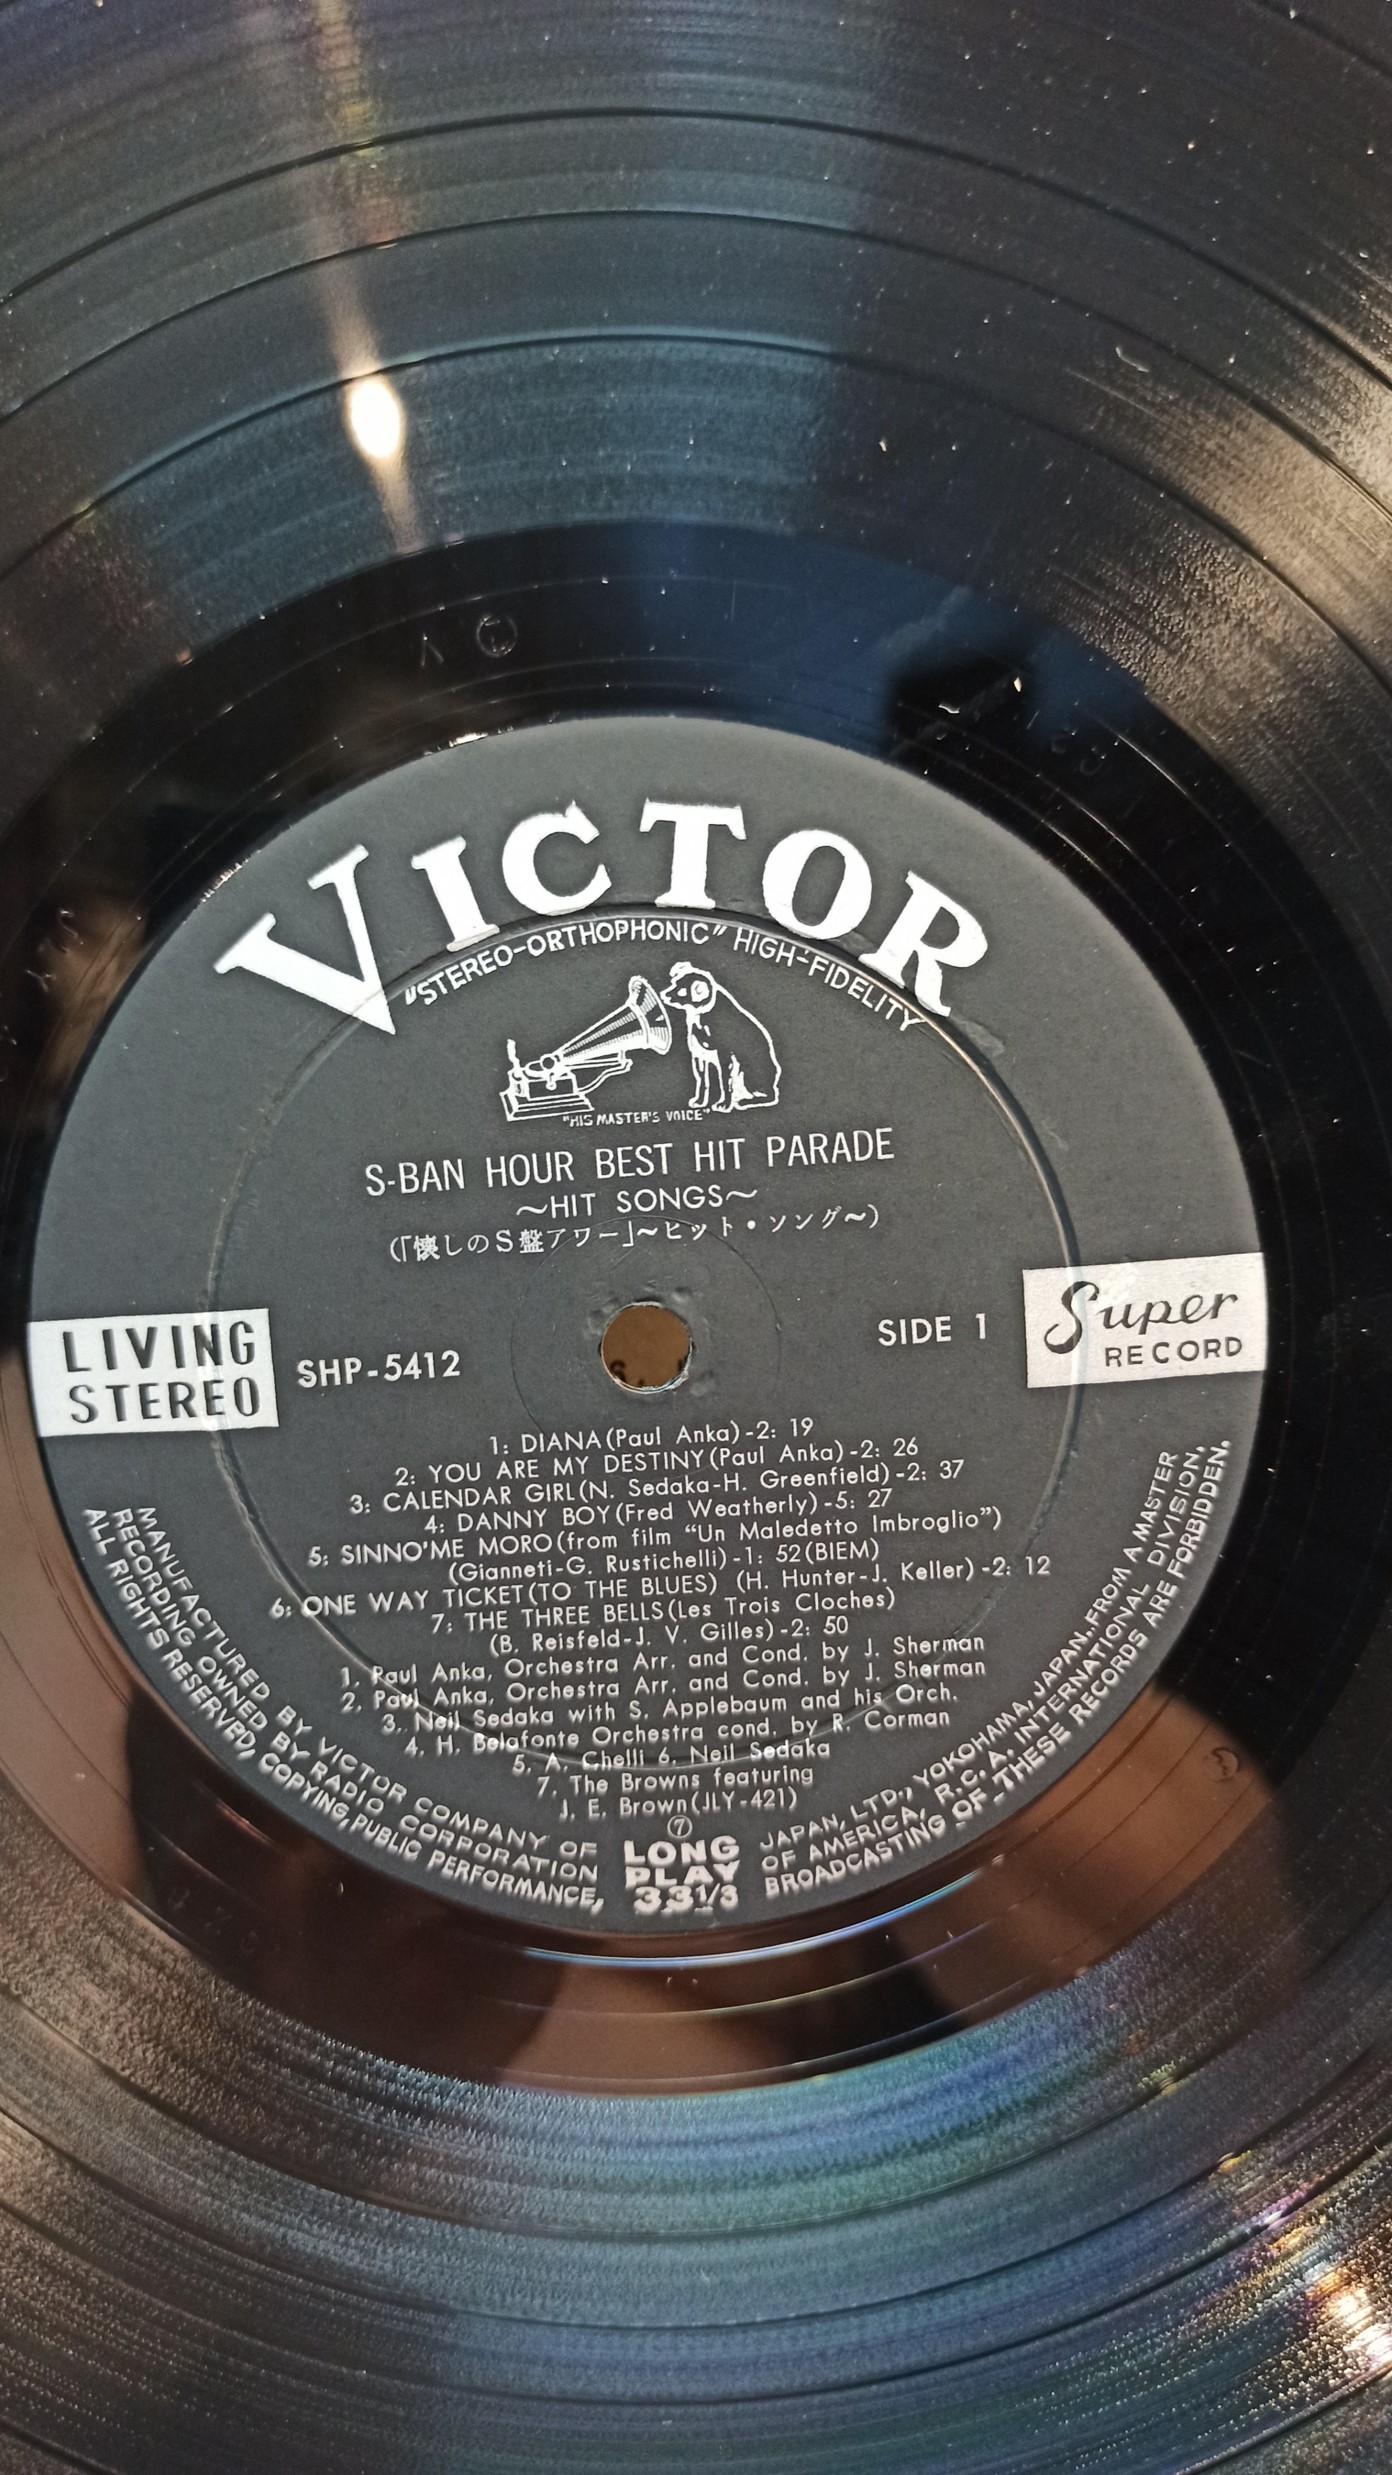 VICTOR
"STEREO-ORTHOPHONIC" HIGH-FIDELITY
"HIS MASTER'S VOICE"
S-BAN HOUR BEST HIT PARADE
～HIT SONGS～
(「懐しのS盤アワー」～ヒット・ソング～)
LIVING
STEREO
SHP-5412
SIDE 1
Super
RECORD
1: DIANA(Paul Anka)-2: 19
2: YOU ARE MY DESTINY(Paul Anka)-2: 26
3: CALENDAR GIRL(N. Sedaka-H. Greenfield)-2: 37
4: DANNY BOY(Fred Weatherly)-5: 27
5: SINNO'ME MORO(from film "Un Maledetto Imbroglio")
(Gianneti-G. Rustichelli)-1: 52(BIEM)
6: ONE WAY TICKET(TO THE BLUES) (H. Hunter-J. Keller)-2: 12
7: THE THREE BELLS(Les Trois Cloches)
(B. Reisfeld-J. V. Gilles)-2: 50
1. Paul Anka, Orchestra Arr. and Cond. by J. Sherman
2. Paul Anka, Orchestra Arr. and Cond. by J. Sherman
3. Neil Sedaka with S. Applebaum and his Orch.
4. H. Belafonte Orchestra cond. by R. Corman
5. A. Chelli 6. Neil Sedaka
7. The Browns featuring
J. E. Brown(JLY-421)
⑦
LONG
PLAY
33 1/3
MANUFACTURED BY VICTOR COMPANY OF JAPAN, LTD., YOKOHAMA, JAPAN, FROM A MASTER
RECORDING OWNED BY RADIO CORPORATION OF AMERICA, R.C.A. INTERNATIONAL DIVISION,
ALL RIGHTS RESERVED, COPYING, PUBLIC PERFORMANCE, BROADCASTING OF THESE RECORDS ARE FORBIDDEN.